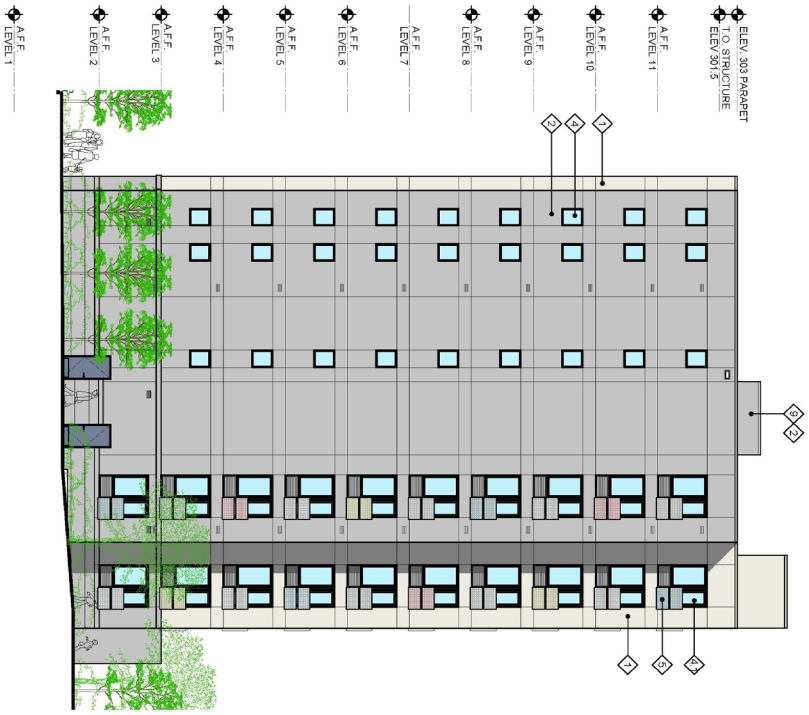 ELEV. 303 PARAPET
T.O. STRUCTURE
ELEV 301.5
A.F.F.
LEVEL 11
A.F.F.
LEVEL 10
A.F.F.
LEVEL 9
A.F.F.
LEVEL 8
A.F.F.
LEVEL 7
A.F.F.
LEVEL 6
A.F.F.
LEVEL 5
A.F.F.
LEVEL 4
A.F.F.
LEVEL 3
A.F.F.
LEVEL 2
A.F.F.
LEVEL 1
9
2
1
4
2
4.1
5
1